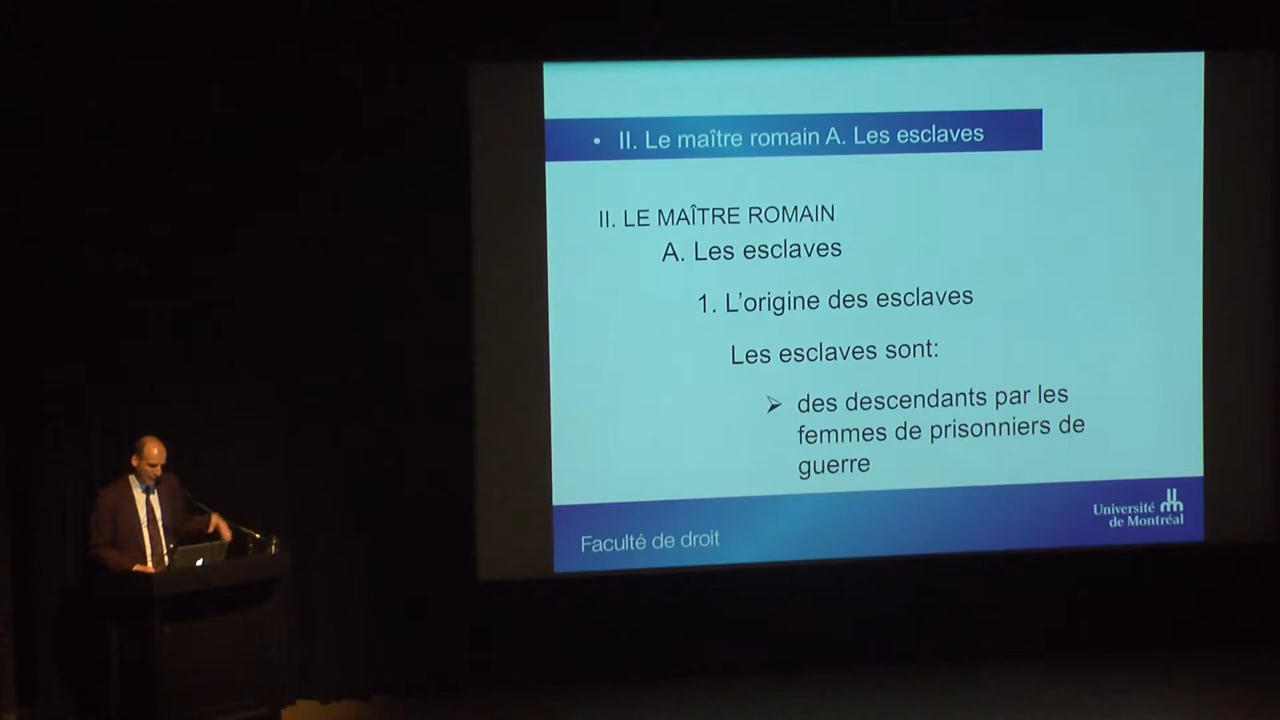 • II. Le maître romain A. Les esclaves
II. LE MAÎTRE ROMAIN
A. Les esclaves
1. L'origine des esclaves
Les esclaves sont:
➢ des descendants par les
femmes de prisonniers de
guerre
Faculté de droit
Université
de Montréal